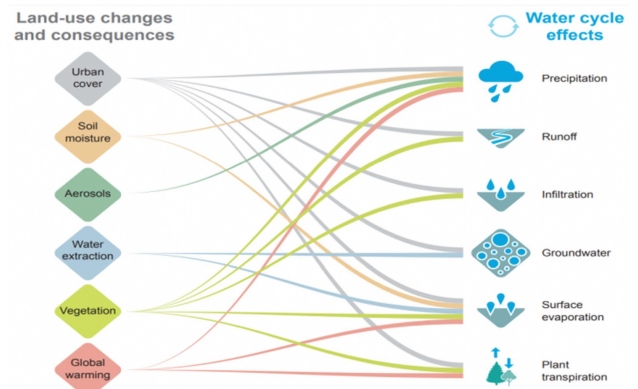 Land-use changes
and consequences
Water cycle
effects
Urban
cover
Soil
moisture
Aerosols
Water
extraction
Vegetation
Global
warming
Precipitation
Runoff
Infiltration
Groundwater
Surface
evaporation
Plant
transpiration